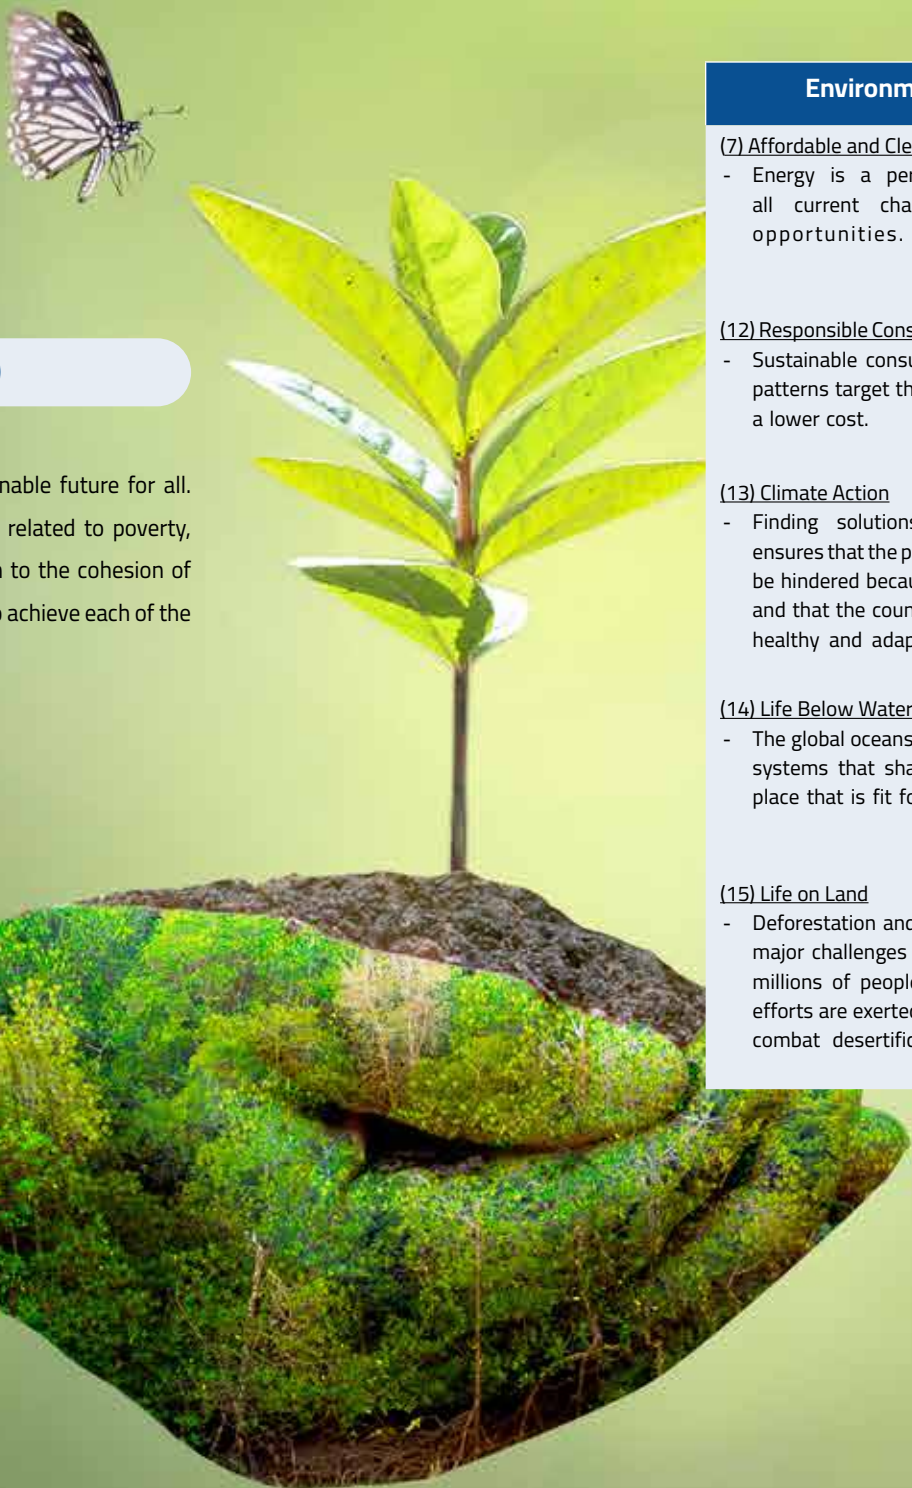 )
nable future for all.
related to poverty,
n to the cohesion of
o achieve each of the
Environm
(7) Affordable and Cle
- Energy is a per
all current cha
opportunities.
(12) Responsible Cons
- Sustainable consu
patterns target th
a lower cost.
(13) Climate Action
- Finding solutions
ensures that the p
be hindered becau
and that the coun
healthy and adap
(14) Life Below Water
- The global oceans
systems that sha
place that is fit fo
(15) Life on Land
- Deforestation and
major challenges
millions of people
efforts are exerted
combat desertific